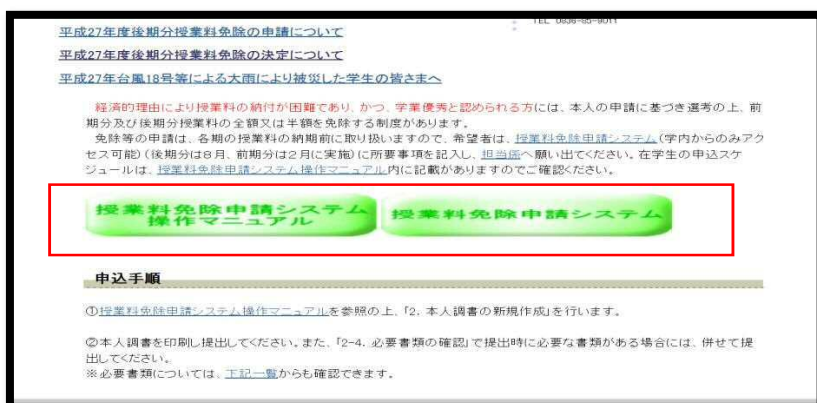 TEL 0836-85-9011
平成27年度後期分授業料免除の申請について
平成27年度後期分授業料免除の決定について
平成27年台風18号等による大雨により被災した学生の皆さまへ
経済的理由により授業料の納付が困難であり、かつ、学業優秀と認められる方には、本人の申請に基づき選考の上、前
期分及び後期分授業料の全額又は半額を免除する制度があります。
免除等の申請は、各期の授業料の納期前に取り扱いますので、希望者は、授業料免除申請システム(学内からのみアク
セス可能)(後期分は8月、前期分は2月に実施)に所要事項を記入し、担当係へ願い出てください。在学生の申込スケ
ジュールは、授業料免除申請システム操作マニュアル内に記載がありますのでご確認ください。
授業料免除申請システム
操作マニュアル
授業料免除申請システム
申込手順
①授業料免除申請システム操作マニュアルを参照の上、「2. 本人調書の新規作成」を行います。
②本人調書を印刷し提出してください。また、「2-4. 必要書類の確認」で提出時に必要な書類がある場合には、併せて提
出してください。
※必要書類については、下記一覧からも確認できます。